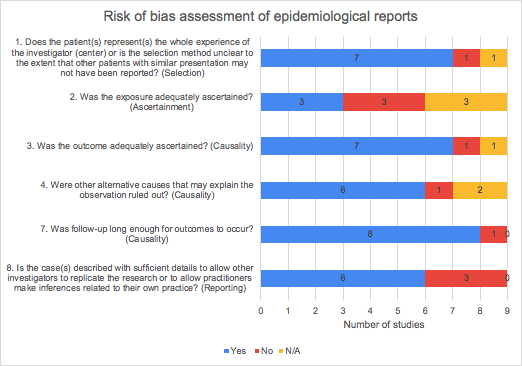 Risk of bias assessment of epidemiological reports
1. Does the patient(s) represent(s) the whole experience of
the investigator (center) or is the selection method unclear to
the extent that other patients with similar presentation may
not have been reported? (Selection)
7 1 1
2. Was the exposure adequately ascertained?
(Ascertainment)
3 3 3
3. Was the outcome adequately ascertained? (Causality)
7 1 1
4. Were other alternative causes that may explain the
observation ruled out? (Causality)
6 1 2
7. Was follow-up long enough for outcomes to occur?
(Causality)
8 1 0
8. Is the case(s) described with sufficient details to allow other
investigators to replicate the research or to allow practitioners
make inferences related to their own practice? (Reporting)
6 3 0
0 1 2 3 4 5 6 7 8 9
Number of studies
Yes No N/A